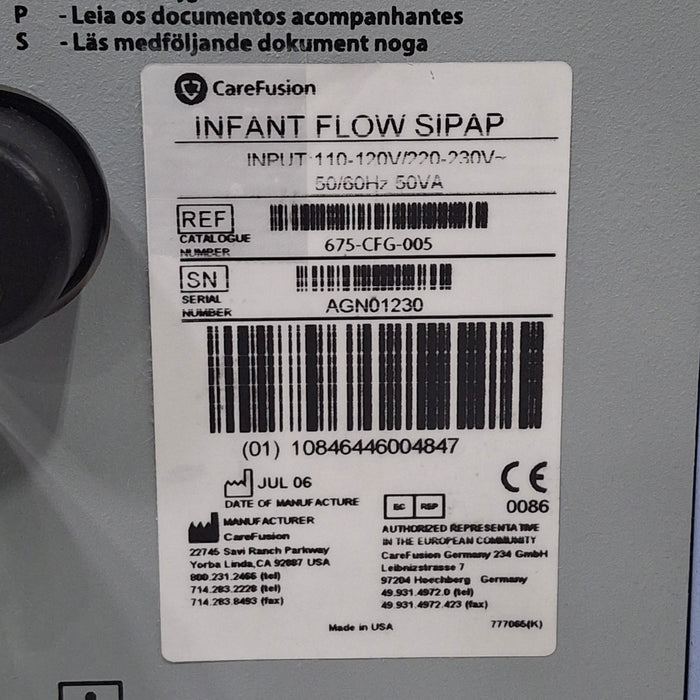 P - Leia os documentos acompanhantes
S - Läs medföljande dokument noga
CareFusion
INFANT FLOW SIPAP
INPUT 110-120V/220-230V~
50/60Hz 50VA
REF
CATALOGUE
NUMBER
675-CFG-005
SN
SERIAL
NUMBER
AGN01230
(01) 10846446004847
JUL 06
DATE OF MANUFACTURE
MANUFACTURER
CareFusion
22745 Savi Ranch Parkway
Yorba Linda,CA 92887 USA
800.231.2466 (tel)
714.283.2228 (tel)
714.283.8493 (fax)
CE
0086
EC REP
AUTHORIZED REPRESENTATIVE
IN THE EUROPEAN COMMUNITY
CareFusion Germany 234 GmbH
Leibnizstrasse 7
97204 Hoechberg Germany
49.931.4972.0 (tel)
49.931.4972.423 (fax)
Made in USA
777065(K)